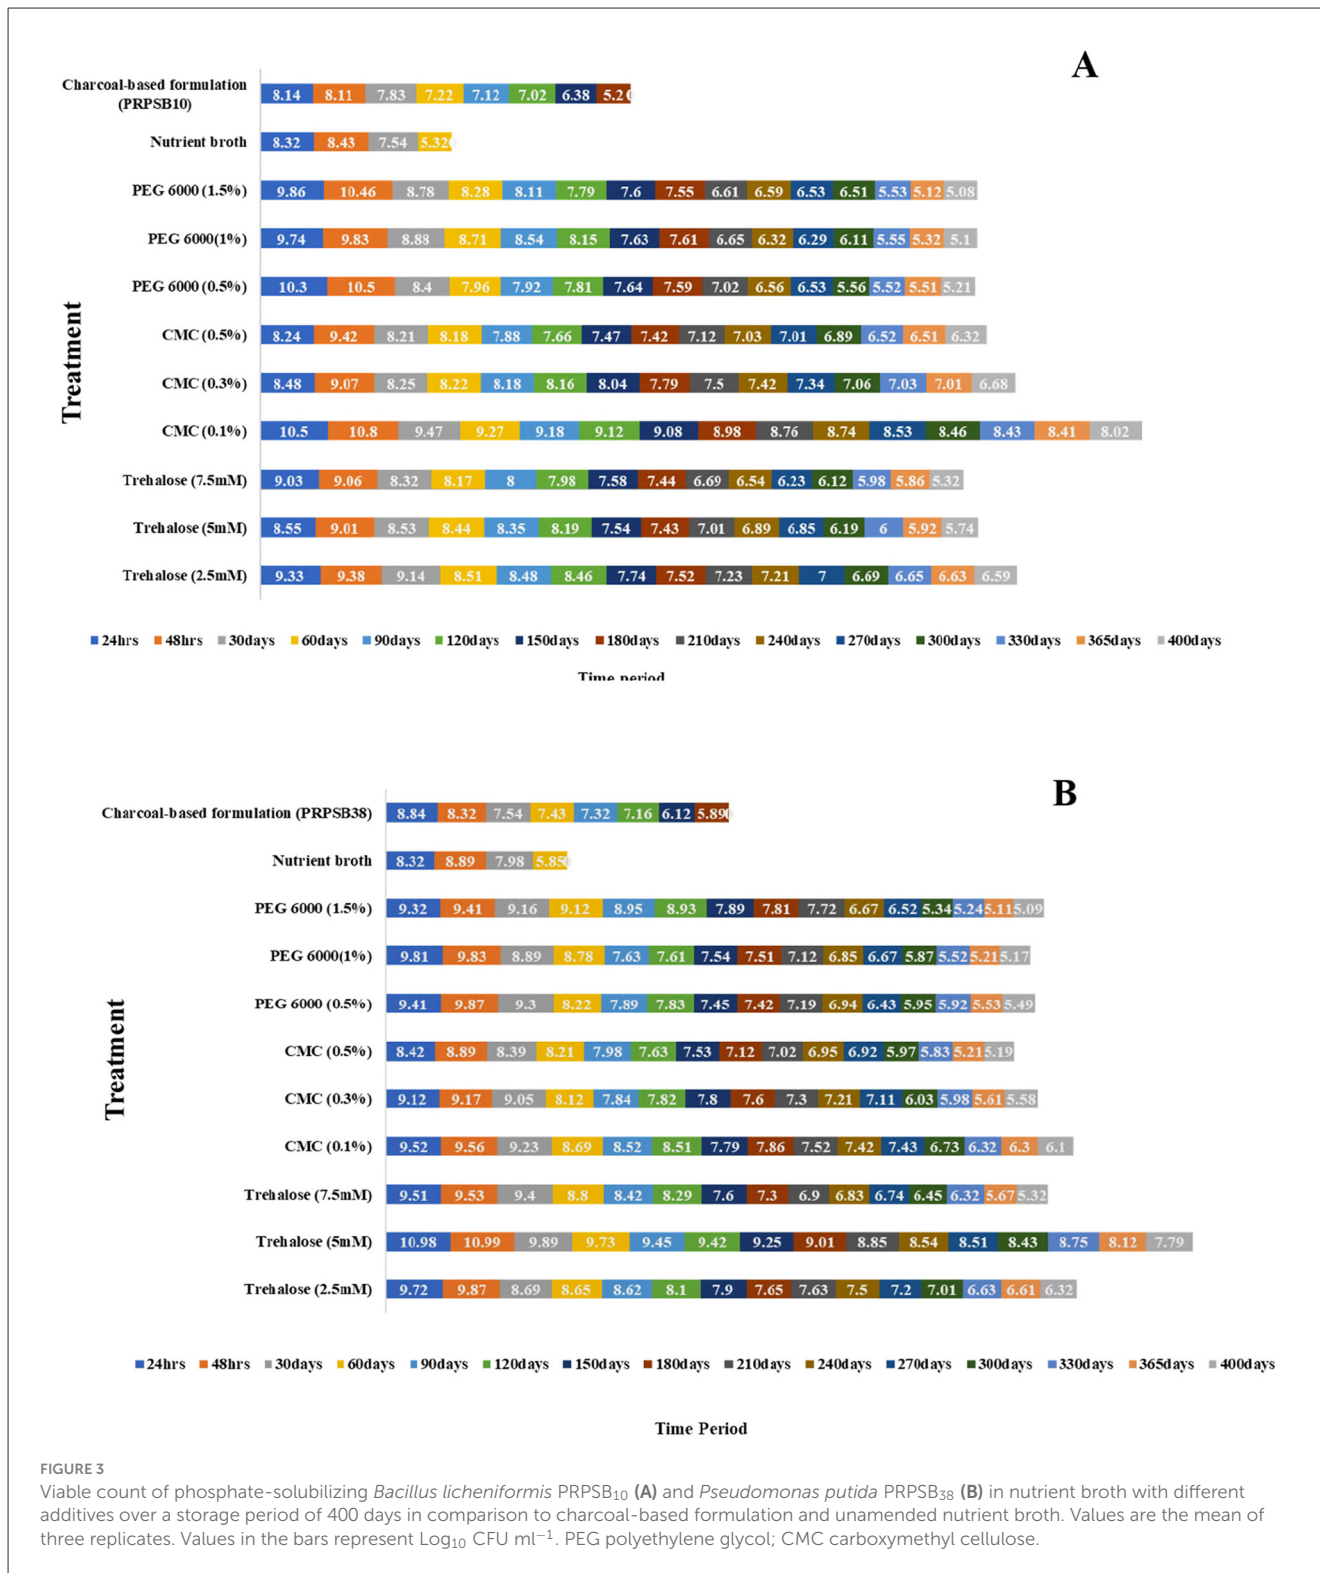 A
Charcoal-based formulation
(PRPSB10)
8.14 8.11 7.83 7.22 7.12 7.02 6.38 5.2 0
Nutrient broth
8.32 8.43 7.54 5.32 0
PEG 6000 (1.5%)
9.86 10.46 8.78 8.28 8.11 7.79 7.6 7.55 6.61 6.59 6.53 6.51 5.53 5.12 5.08
PEG 6000(1%)
9.74 9.83 8.88 8.71 8.54 8.15 7.63 7.61 6.65 6.32 6.29 6.11 5.55 5.32 5.1
PEG 6000 (0.5%)
10.3 10.5 8.4 7.96 7.92 7.81 7.64 7.59 7.02 6.56 6.53 5.56 5.52 5.51 5.21
CMC (0.5%)
8.24 9.42 8.21 8.18 7.88 7.66 7.47 7.42 7.12 7.03 7.01 6.89 6.52 6.51 6.32
CMC (0.3%)
8.48 9.07 8.25 8.22 8.18 8.16 8.04 7.79 7.5 7.42 7.34 7.06 7.03 7.01 6.68
CMC (0.1%)
10.5 10.8 9.47 9.27 9.18 9.12 9.08 8.98 8.76 8.74 8.53 8.46 8.43 8.41 8.02
Trehalose (7.5mM)
9.03 9.06 8.32 8.17 8 7.98 7.58 7.44 6.69 6.54 6.23 6.12 5.98 5.86 5.32
Trehalose (5mM)
8.55 9.01 8.53 8.44 8.35 8.19 7.54 7.43 7.01 6.89 6.85 6.19 6 5.92 5.74
Trehalose (2.5mM)
9.33 9.38 9.14 8.51 8.48 8.46 7.74 7.52 7.23 7.21 7 6.69 6.65 6.63 6.59
Treatment
24hrs 48hrs 30days 60days 90days 120days 150days 180days 210days 240days 270days 300days 330days 365days 400days
Time period
B
Charcoal-based formulation (PRPSB38)
8.84 8.32 7.54 7.43 7.32 7.16 6.12 5.89 0
Nutrient broth
8.32 8.89 7.98 5.85 0
PEG 6000 (1.5%)
9.32 9.41 9.16 9.12 8.95 8.93 7.89 7.81 7.72 6.67 6.52 5.34 5.24 5.11 5.09
PEG 6000(1%)
9.81 9.83 8.89 8.78 7.63 7.61 7.54 7.51 7.12 6.85 6.67 5.87 5.52 5.21 5.17
PEG 6000 (0.5%)
9.41 9.87 9.3 8.22 7.89 7.83 7.45 7.42 7.19 6.94 6.43 5.95 5.92 5.53 5.49
CMC (0.5%)
8.42 8.89 8.39 8.21 7.98 7.63 7.53 7.12 7.02 6.95 6.92 5.97 5.83 5.21 5.19
CMC (0.3%)
9.12 9.17 9.05 8.12 7.84 7.82 7.8 7.6 7.3 7.21 7.11 6.03 5.98 5.61 5.58
CMC (0.1%)
9.52 9.56 9.23 8.69 8.52 8.51 7.79 7.86 7.52 7.42 7.43 6.73 6.32 6.3 6.1
Trehalose (7.5mM)
9.51 9.53 9.4 8.8 8.42 8.29 7.6 7.3 6.9 6.83 6.74 6.45 6.32 5.67 5.32
Trehalose (5mM)
10.98 10.99 9.89 9.73 9.45 9.42 9.25 9.01 8.85 8.54 8.51 8.43 8.75 8.12 7.79
Trehalose (2.5mM)
9.72 9.87 8.69 8.65 8.62 8.1 7.9 7.65 7.63 7.5 7.2 7.01 6.63 6.61 6.32
Treatment
24hrs 48hrs 30days 60days 90days 120days 150days 180days 210days 240days 270days 300days 330days 365days 400days
Time Period
FIGURE 3
Viable count of phosphate-solubilizing Bacillus licheniformis PRPSB₁₀ (A) and Pseudomonas putida PRPSB₃₈ (B) in nutrient broth with different
additives over a storage period of 400 days in comparison to charcoal-based formulation and unamended nutrient broth. Values are the mean of
three replicates. Values in the bars represent Log₁₀ CFU ml⁻¹. PEG polyethylene glycol; CMC carboxymethyl cellulose.